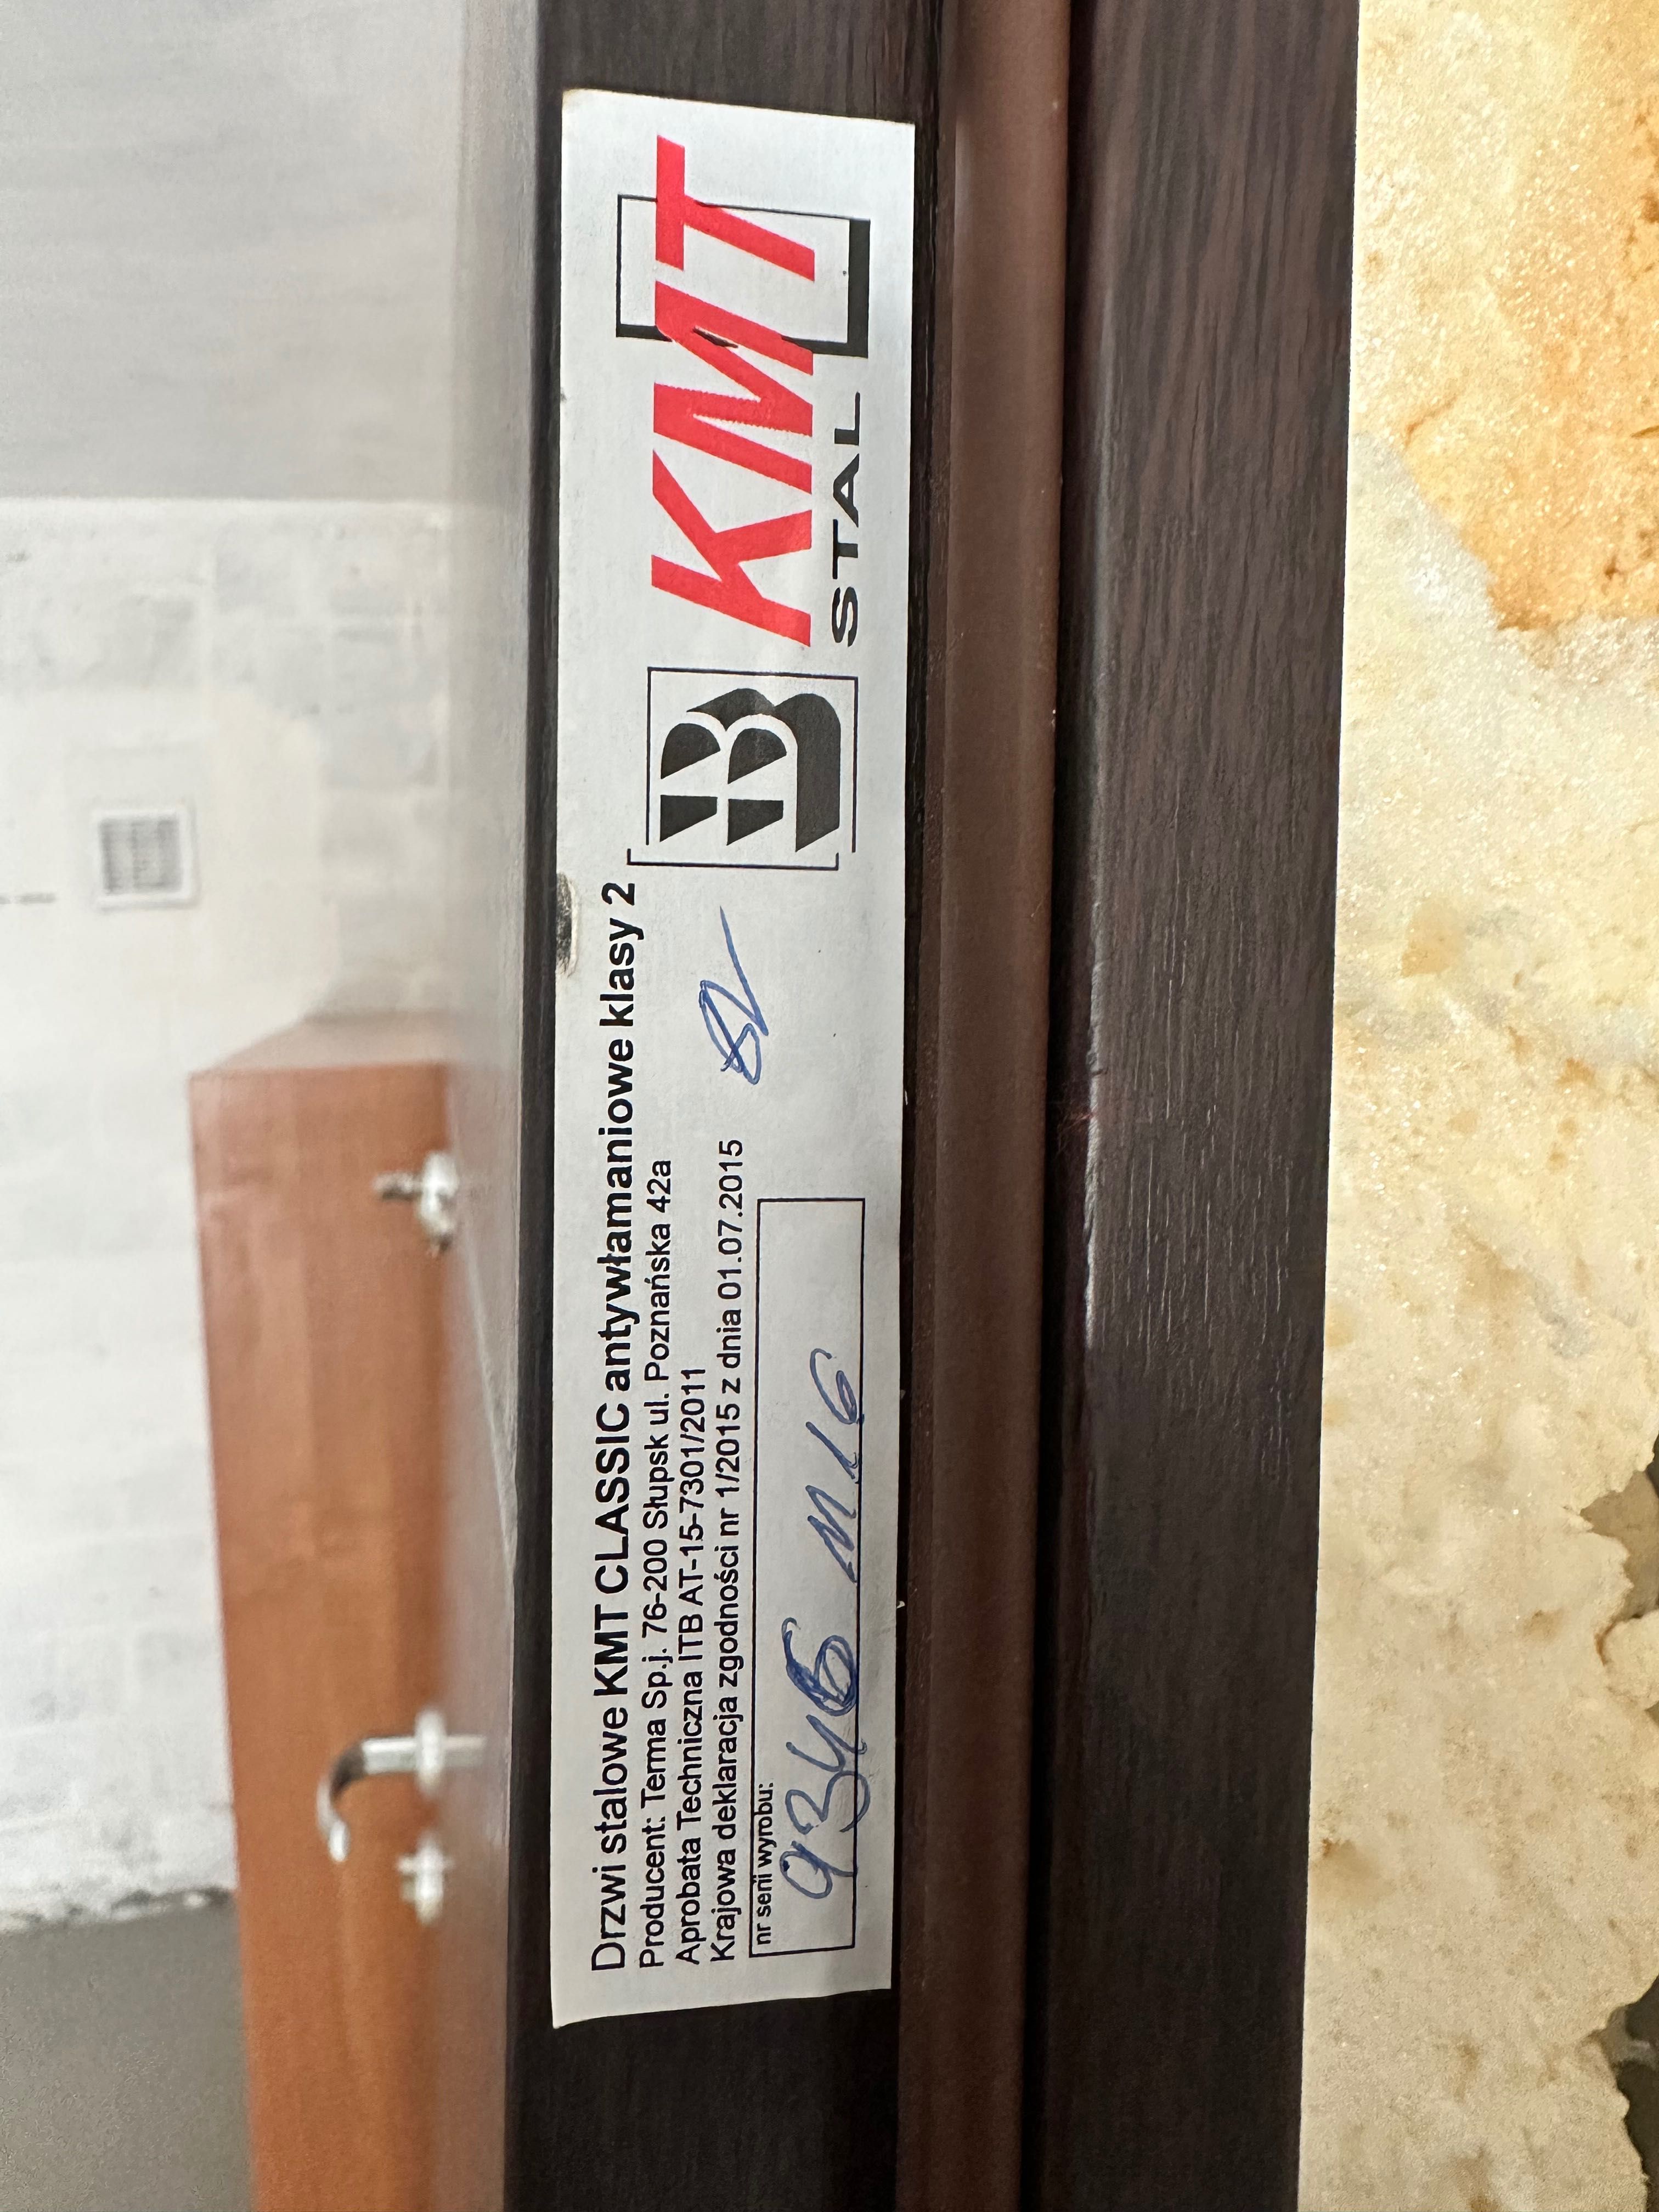 Drzwi stalowe KMT CLASSIC antywłamaniowe klasy 2
Producent: Terma Sp.j. 76-200 Słupsk ul. Poznańska 42a
Aprobata Techniczna ITB AT-15-7301/2011
Krajowa deklaracja zgodności nr 1/2015 z dnia 01.07.2015
nr serii wyrobu:
B
KMT
STAL